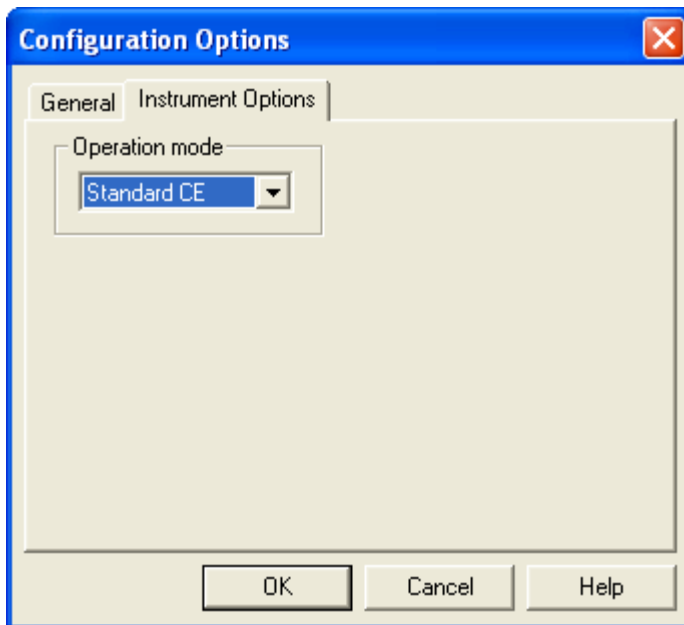 Configuration Options
General
Instrument Options
Operation mode
Standard CE
OK
Cancel
Help